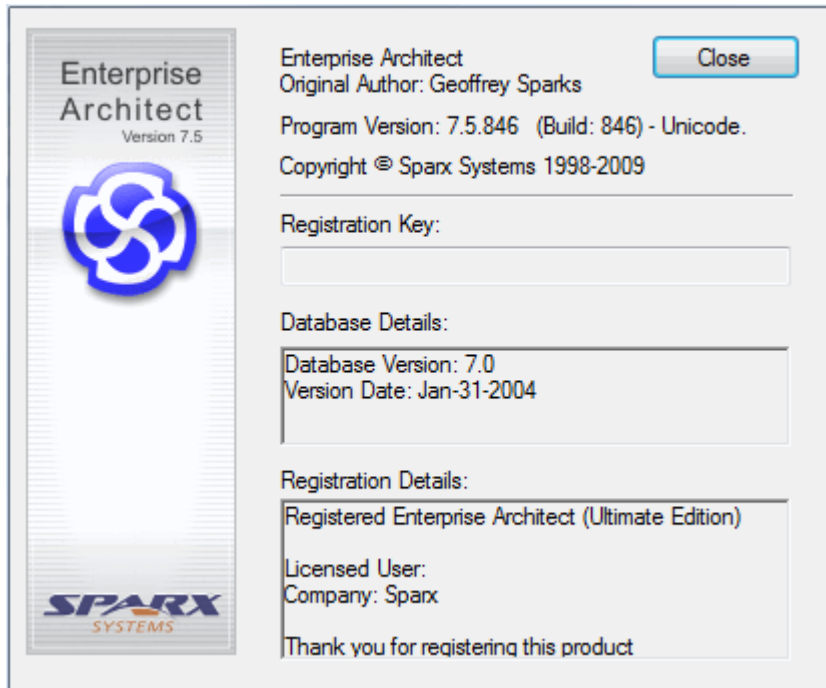 Enterprise
Architect
Version 7.5
SPARX
SYSTEMS
Enterprise Architect
Original Author: Geoffrey Sparks
Close
Program Version: 7.5.846 (Build: 846) - Unicode.
Copyright © Sparx Systems 1998-2009
Registration Key:
Database Details:
Database Version: 7.0
Version Date: Jan-31-2004
Registration Details:
Registered Enterprise Architect (Ultimate Edition)
Licensed User:
Company: Sparx
Thank you for registering this product